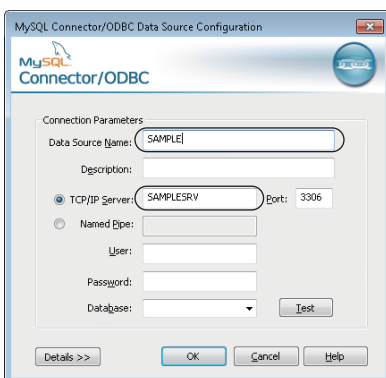 MySQL Connector/ODBC Data Source Configuration
MySQL
Connector/ODBC
Connection Parameters
Data Source Name: SAMPLE
Description:
TCP/IP Server: SAMPLESRV Port: 3306
Named Pipe:
User:
Password:
Database: Test
Details >> OK Cancel Help